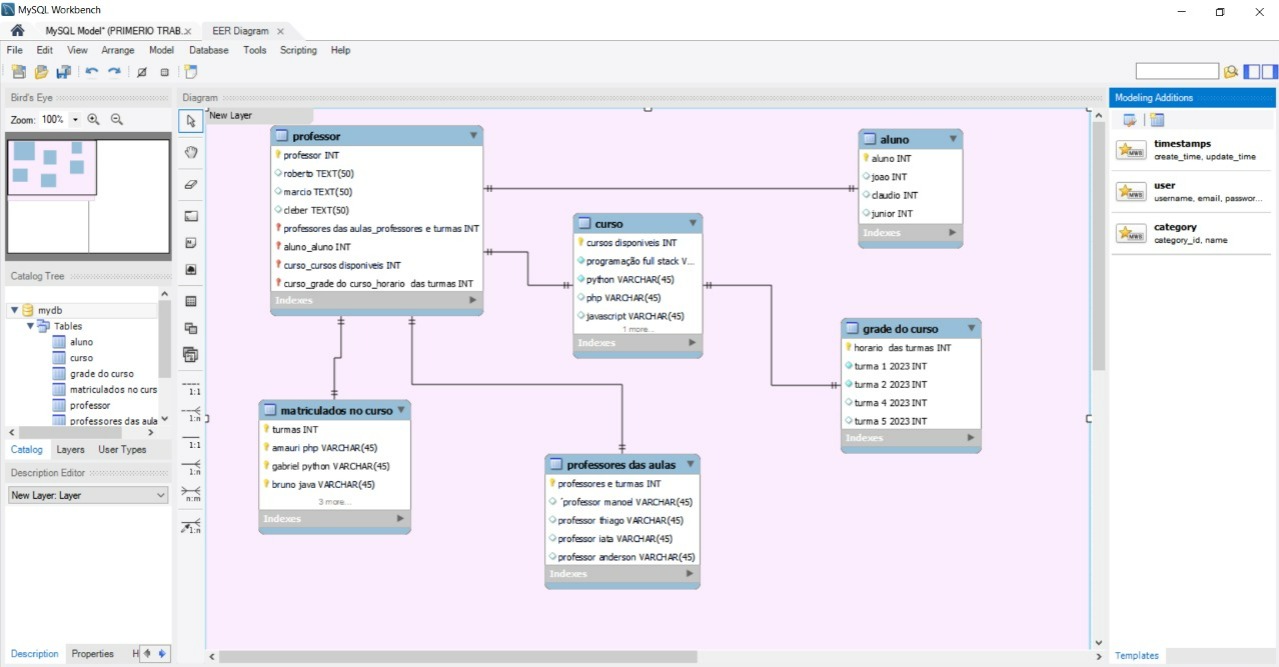 MySQL Workbench
MySQL Model* (PRIMERIO TRAB...
EER Diagram
File Edit View Arrange Model Database Tools Scripting Help
Bird's Eye
Zoom: 100%
Catalog Tree
mydb
Tables
aluno
curso
grade do curso
matriculados no curs
professor
professores das aula
Catalog Layers User Types
Description Editor
New Layer: Layer
Description Properties H
Diagram
1:1
1:n
1:1
1:n
n:m
1:n
New Layer
professor
professor INT
roberto TEXT(50)
marcio TEXT(50)
cleber TEXT(50)
professores das aulas_professores e turmas INT
aluno_aluno INT
curso_cursos disponiveis INT
curso_grade do curso_horario das turmas INT
Indexes
aluno
aluno INT
joao INT
claudio INT
junior INT
Indexes
curso
cursos disponiveis INT
programação full stack V...
python VARCHAR(45)
php VARCHAR(45)
javascript VARCHAR(45)
1 more...
Indexes
grade do curso
horario das turmas INT
turma 1 2023 INT
turma 2 2023 INT
turma 4 2023 INT
turma 5 2023 INT
Indexes
matriculados no curso
turmas INT
amauri php VARCHAR(45)
gabriel python VARCHAR(45)
bruno java VARCHAR(45)
3 more...
Indexes
professores das aulas
professores e turmas INT
´professor manoel VARCHAR(45)
professor thiago VARCHAR(45)
professor iata VARCHAR(45)
professor anderson VARCHAR(45)
Indexes
Modeling Additions
MWB
timestamps
create_time, update_time
MWB
user
username, email, passwor...
MWB
category
category_id, name
Templates